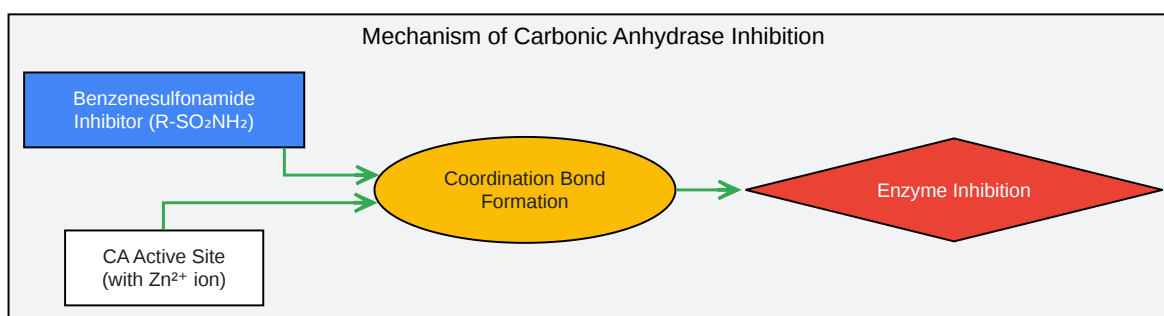 Mechanism of Carbonic Anhydrase Inhibition
Benzenesulfonamide
Inhibitor (R-SO₂NH₂)
Coordination Bond
Formation
Enzyme Inhibition
CA Active Site
(with Zn²⁺ ion)